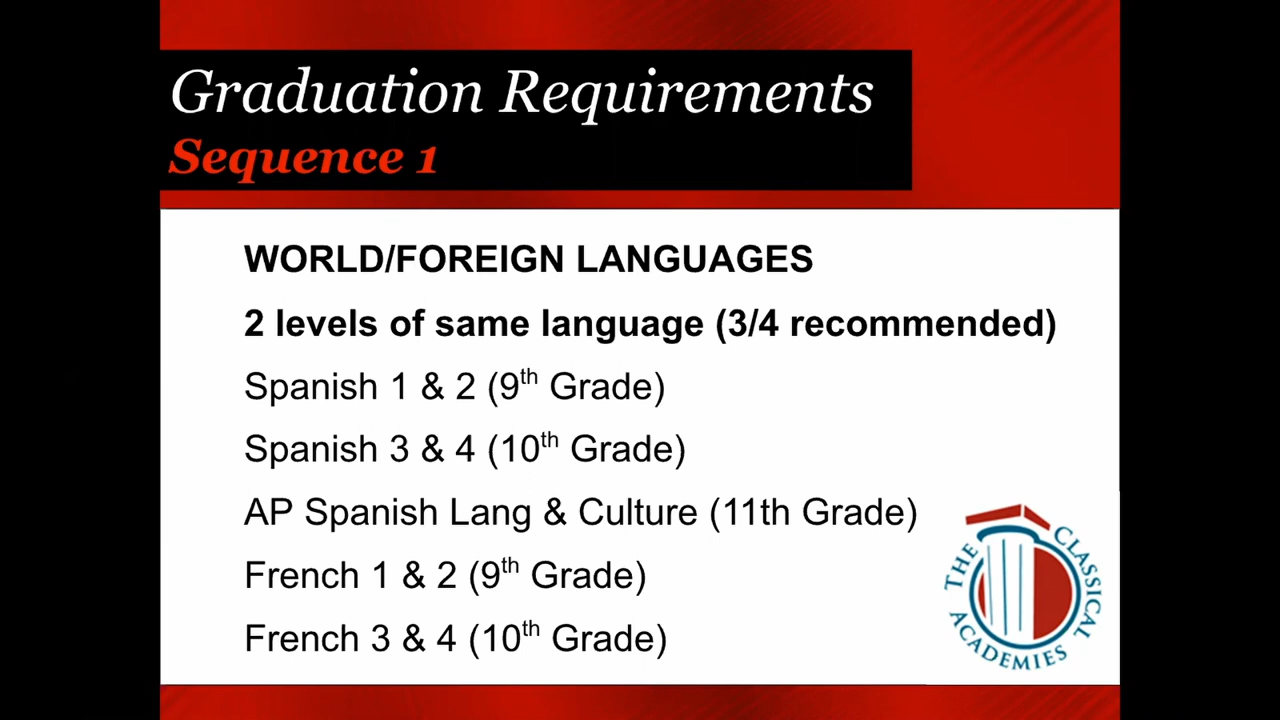 Graduation Requirements
Sequence 1
WORLD/FOREIGN LANGUAGES
2 levels of same language (3/4 recommended)
Spanish 1 & 2 (9th Grade)
Spanish 3 & 4 (10th Grade)
AP Spanish Lang & Culture (11th Grade)
French 1 & 2 (9th Grade)
French 3 & 4 (10th Grade)
THE CLASSICAL ACADEMIES